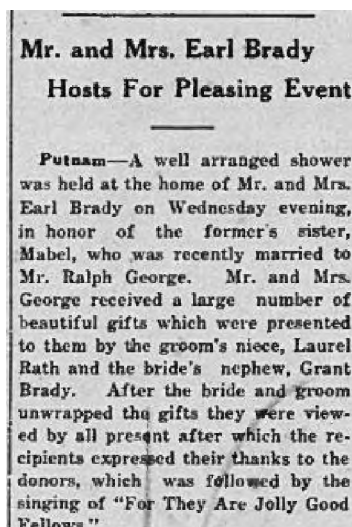 Mr. and Mrs. Earl Brady
Hosts For Pleasing Event
Putnam—A well arranged shower
was held at the home of Mr. and Mrs.
Earl Brady on Wednesday evening,
in honor of the former's sister,
Mabel, who was recently married to
Mr. Ralph George. Mr. and Mrs.
George received a large number of
beautiful gifts which were presented
to them by the groom's niece, Laurel
Rath and the bride's nephew, Grant
Brady. After the bride and groom
unwrapped the gifts they were view-
ed by all present after which the re-
cipients expressed their thanks to the
donors, which was followed by the
singing of "For They Are Jolly Good
Fellows."